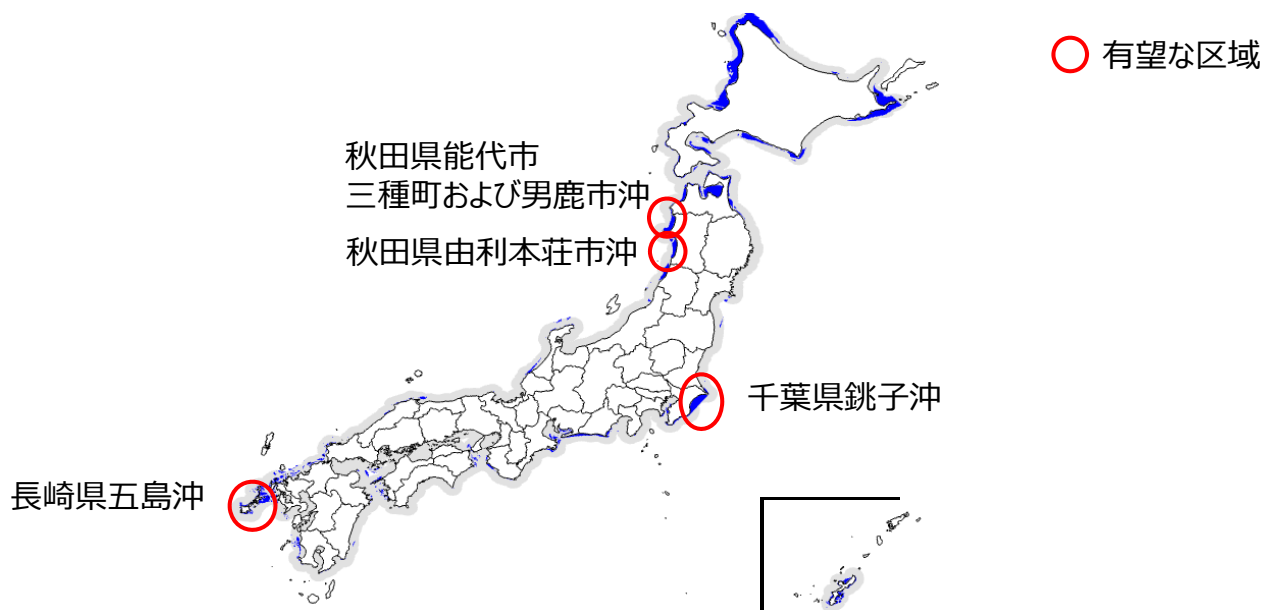 有望な区域
秋田県能代市
三種町および男鹿市沖
秋田県由利本荘市沖
千葉県銚子沖
長崎県五島沖